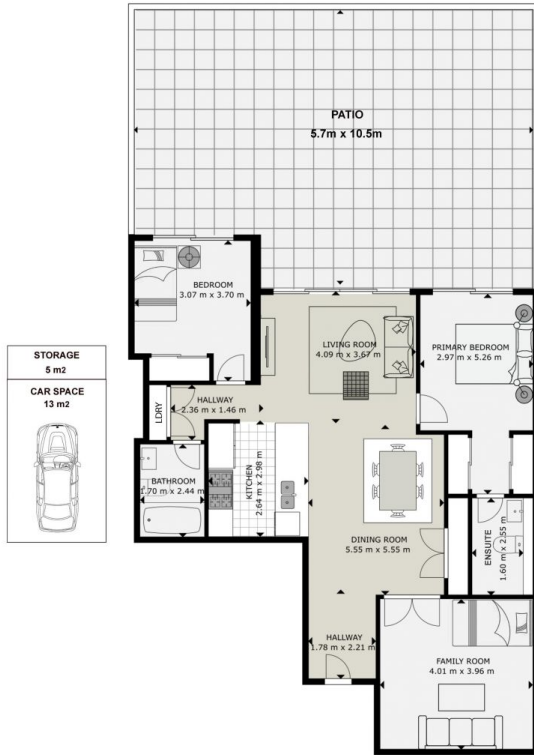 PATIO
5.7m x 10.5m
BEDROOM
3.07 m x 3.70 m
LIVING ROOM
4.09 m x 3.67 m
PRIMARY BEDROOM
2.97 m x 5.26 m
STORAGE
5 m2
CAR SPACE
13 m2
LDRY
HALLWAY
2.36 m x 1.46 m
KITCHEN
2.64 m x 2.98 m
BATHROOM
1.70 m x 2.44 m
DINING ROOM
5.55 m x 5.55 m
ENSUITE
1.60 m x 2.55 m
HALLWAY
1.78 m x 2.21 m
FAMILY ROOM
4.01 m x 3.96 m